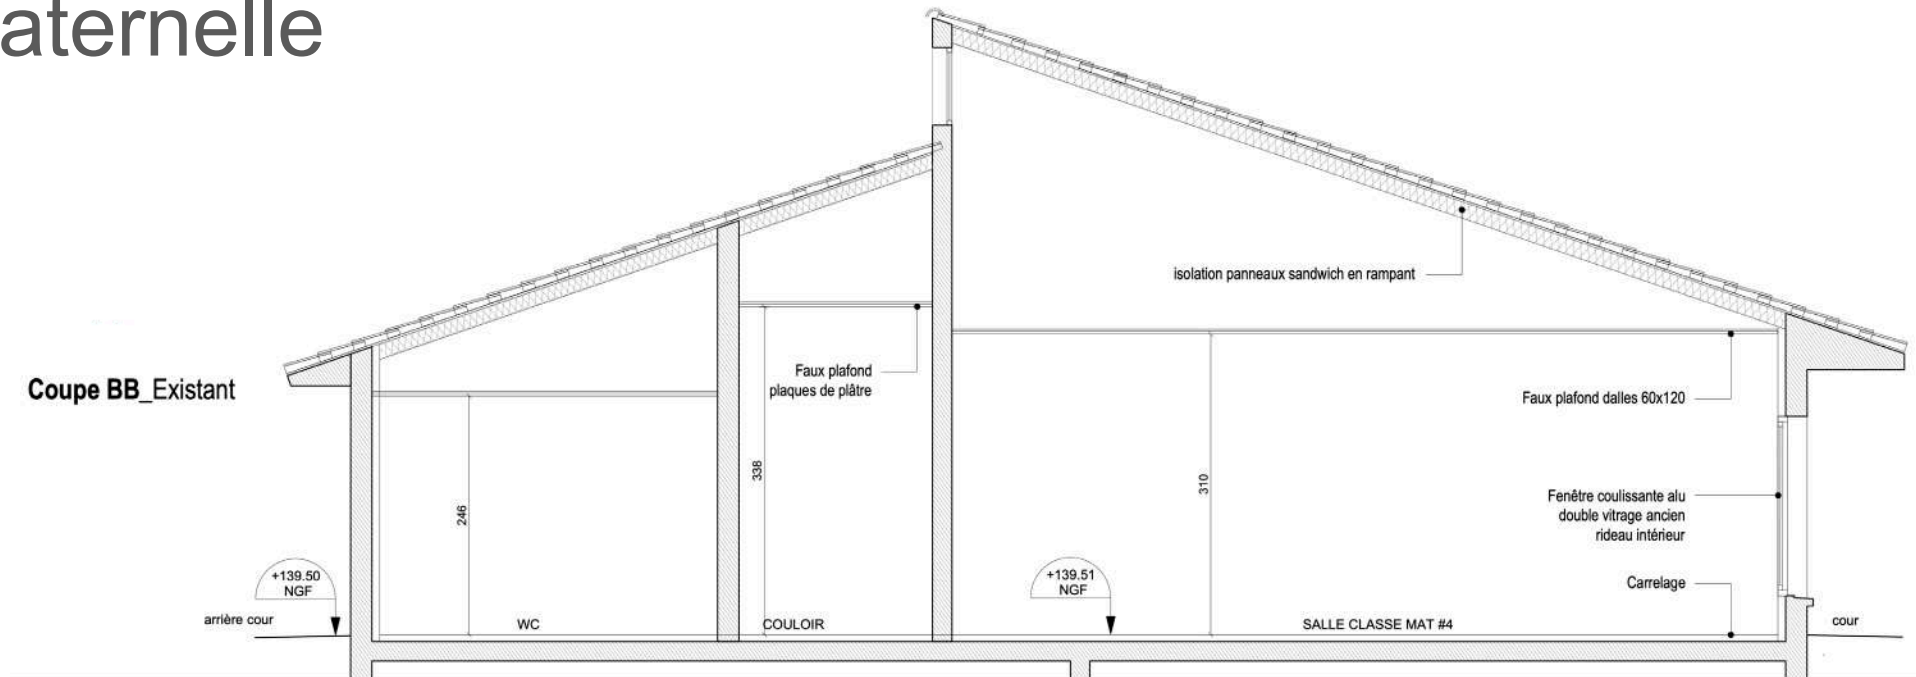 aternelle
isolation panneaux sandwich en rampant
Faux plafond
plaques de plâtre
Coupe BB_Existant
Faux plafond dalles 60x120
338
310
246
Fenêtre coulissante alu
double vitrage ancien
rideau intérieur
+139.50
NGF
+139.51
NGF
Carrelage
arrière cour
WC
COULOIR
SALLE CLASSE MAT #4
cour